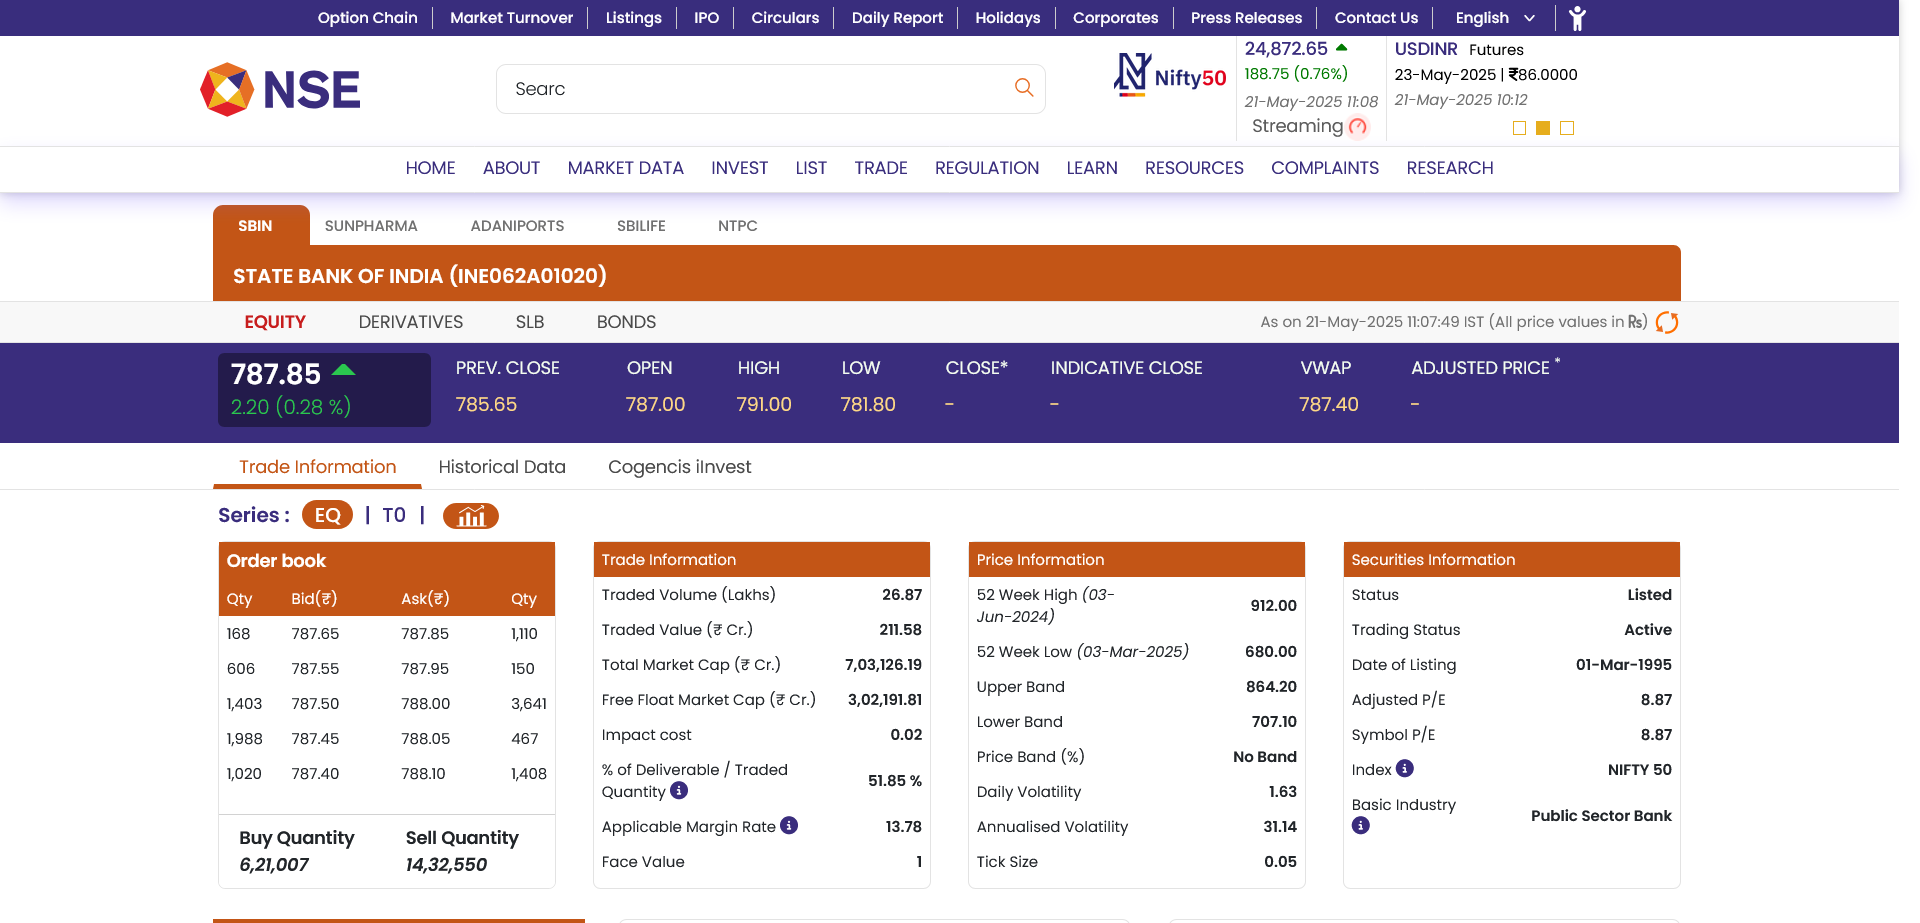 Option Chain Market Turnover Listings IPO Circulars Daily Report Holidays Corporates Press Releases Contact Us English
NSE
Searc
Nifty50
24,872.65
188.75 (0.76%)
21-May-2025 11:08
Streaming
USDINR Futures
23-May-2025 | ₹86.0000
21-May-2025 10:12
HOME ABOUT MARKET DATA INVEST LIST TRADE REGULATION LEARN RESOURCES COMPLAINTS RESEARCH
SBIN SUNPHARMA ADANIPORTS SBILIFE NTPC
STATE BANK OF INDIA (INE062A01020)
EQUITY DERIVATIVES SLB BONDS As on 21-May-2025 11:07:49 IST (All price values in ₨)
787.85
2.20 (0.28 %)
PREV. CLOSE OPEN HIGH LOW CLOSE* INDICATIVE CLOSE VWAP ADJUSTED PRICE *
785.65 787.00 791.00 781.80 - - 787.40 -
Trade Information Historical Data Cogencis iInvest
Series : EQ | T0 |
Order book
Qty Bid(₹) Ask(₹) Qty
168 787.65 787.85 1,110
606 787.55 787.95 150
1,403 787.50 788.00 3,641
1,988 787.45 788.05 467
1,020 787.40 788.10 1,408
Buy Quantity Sell Quantity
6,21,007 14,32,550
Trade Information
Traded Volume (Lakhs) 26.87
Traded Value (₹ Cr.) 211.58
Total Market Cap (₹ Cr.) 7,03,126.19
Free Float Market Cap (₹ Cr.) 3,02,191.81
Impact cost 0.02
% of Deliverable / Traded
Quantity 51.85 %
Applicable Margin Rate 13.78
Face Value 1
Price Information
52 Week High (03-
Jun-2024) 912.00
52 Week Low (03-Mar-2025) 680.00
Upper Band 864.20
Lower Band 707.10
Price Band (%) No Band
Daily Volatility 1.63
Annualised Volatility 31.14
Tick Size 0.05
Securities Information
Status Listed
Trading Status Active
Date of Listing 01-Mar-1995
Adjusted P/E 8.87
Symbol P/E 8.87
Index NIFTY 50
Basic Industry Public Sector Bank